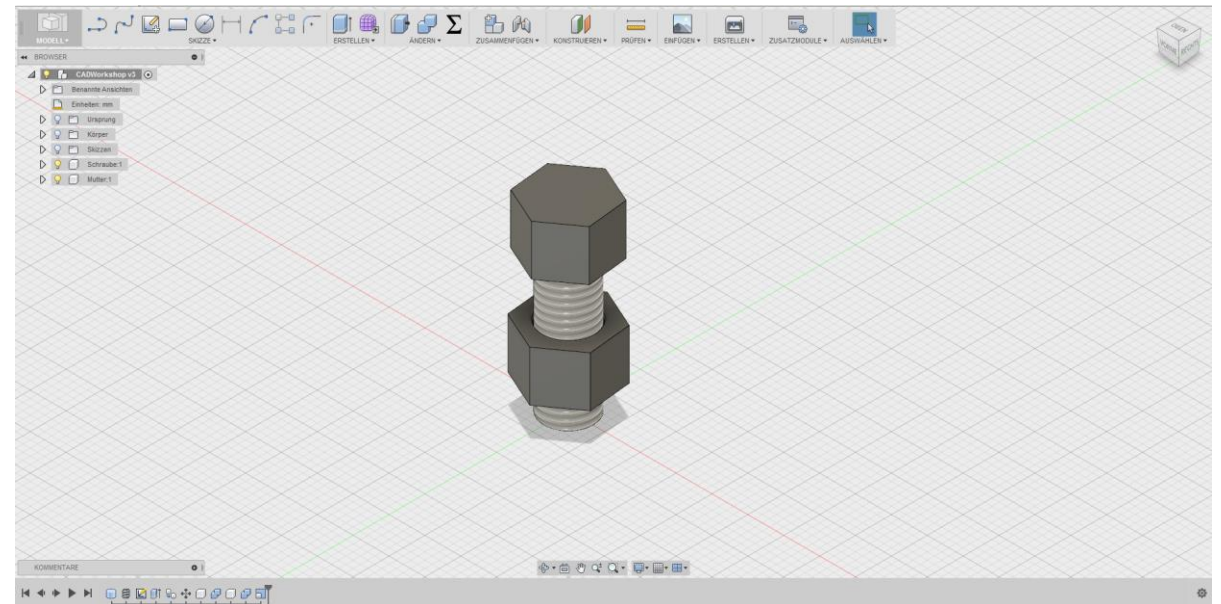 MODELL
SKIZZE
ERSTELLEN
ÄNDERN
ZUSAMMENFÜGEN
KONSTRUIEREN
PRÜFEN
EINFÜGEN
ERSTELLEN
ZUSATZMODULE
AUSWÄHLEN
BROWSER
CADWorkshop v3
Benannte Ansichten
Einheiten: mm
Ursprung
Körper
Skizzen
Schraube:1
Mutter:1
KOMMENTARE